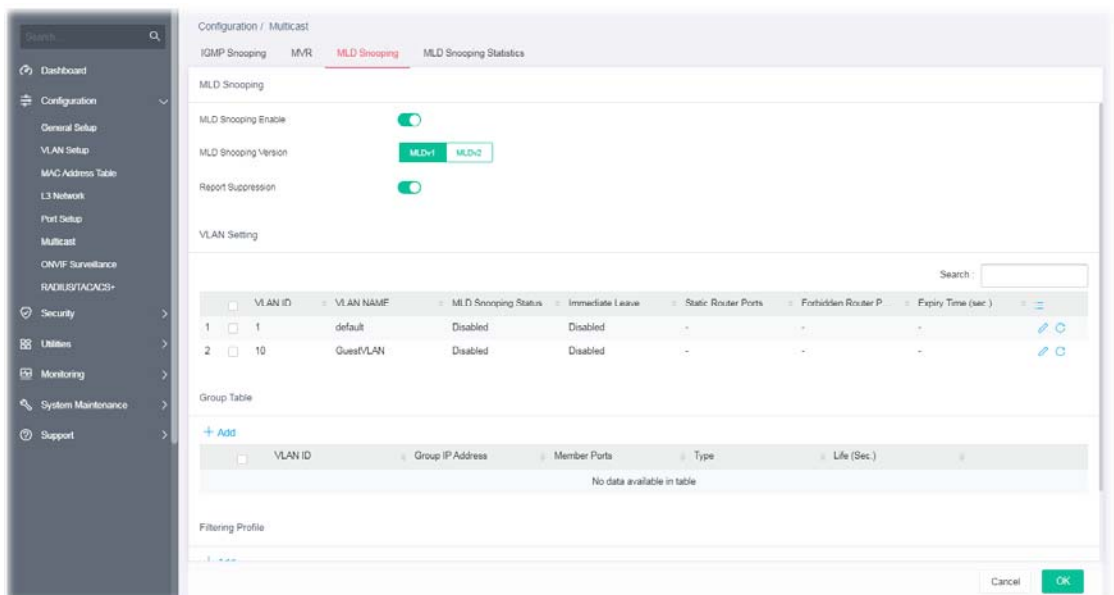 Search...
Dashboard
Configuration
General Setup
VLAN Setup
MAC Address Table
L3 Network
Port Setup
Multicast
ONVIF Surveillance
RADIUS/TACACS+
Security
Utilities
Monitoring
System Maintenance
Support
Configuration / Multicast
IGMP Snooping MVR MLD Snooping MLD Snooping Statistics
MLD Snooping
MLD Snooping Enable
MLD Snooping Version MLDv1 MLDv2
Report Suppression
VLAN Setting
Search :
VLAN ID VLAN NAME MLD Snooping Status Immediate Leave Static Router Ports Forbidden Router P... Expiry Time (sec.)
1 1 default Disabled Disabled - - -
2 10 GuestVLAN Disabled Disabled - - -
Group Table
+ Add
VLAN ID Group IP Address Member Ports Type Life (Sec.)
No data available in table
Filtering Profile
Cancel OK